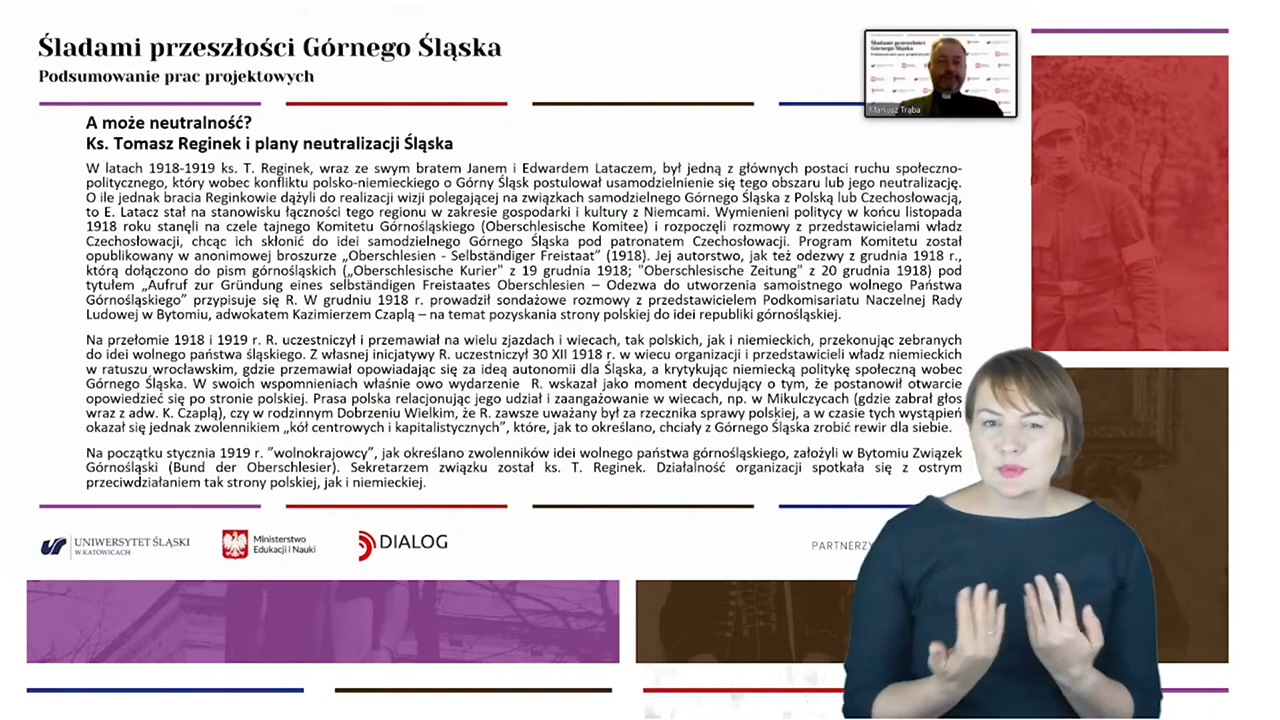 Śladami przeszłości Górnego Śląska
Podsumowanie prac projektowych
Mariusz Trąba
A może neutralność?
Ks. Tomasz Reginek i plany neutralizacji Śląska
W latach 1918-1919 ks. T. Reginek, wraz ze swym bratem Janem i Edwardem Lataczem, był jedną z głównych postaci ruchu społeczno-
politycznego, który wobec konfliktu polsko-niemieckiego o Górny Śląsk postulował usamodzielnienie się tego obszaru lub jego neutralizację.
O ile jednak bracia Reginkowie dążyli do realizacji wizji polegającej na związkach samodzielnego Górnego Śląska z Polską lub Czechosłowacją,
to E. Latacz stał na stanowisku łączności tego regionu w zakresie gospodarki i kultury z Niemcami. Wymienieni politycy w końcu listopada
1918 roku stanęli na czele tajnego Komitetu Górnośląskiego (Oberschlesische Komitee) i rozpoczęli rozmowy z przedstawicielami władz
Czechosłowacji, chcąc ich skłonić do idei samodzielnego Górnego Śląska pod patronatem Czechosłowacji. Program Komitetu został
opublikowany w anonimowej broszurze „Oberschlesien - Selbständiger Freistaat" (1918). Jej autorstwo, jak też odezwy z grudnia 1918 r.,
którą dołączono do pism górnośląskich („Oberschlesische Kurier" z 19 grudnia 1918; "Oberschlesische Zeitung" z 20 grudnia 1918) pod
tytułem „Aufruf zur Gründung eines selbständigen Freistaates Oberschlesien – Odezwa do utworzenia samoistnego wolnego Państwa
Górnośląskiego” przypisuje się R. W grudniu 1918 r. prowadził sondażowe rozmowy z przedstawicielem Podkomisariatu Naczelnej Rady
Ludowej w Bytomiu, adwokatem Kazimierzem Czaplą – na temat pozyskania strony polskiej do idei republiki górnośląskiej.
Na przełomie 1918 i 1919 r. R. uczestniczył i przemawiał na wielu zjazdach i wiecach, tak polskich, jak i niemieckich, przekonując zebranych
do idei wolnego państwa śląskiego. Z własnej inicjatywy R. uczestniczył 30 XII 1918 r. w wiecu organizacji i przedstawicieli władz niemieckich
w ratuszu wrocławskim, gdzie przemawiał opowiadając się za ideą autonomii dla Śląska, a krytykując niemiecką politykę społeczną wobec
Górnego Śląska. W swoich wspomnieniach właśnie owo wydarzenie R. wskazał jako moment decydujący o tym, że postanowił otwarcie
opowiedzieć się po stronie polskiej. Prasa polska relacjonując jego udział i zaangażowanie w wiecach, np. w Mikulczycach (gdzie zabrał głos
wraz z adw. K. Czaplą), czy w rodzinnym Dobrzeniu Wielkim, że R. zawsze uważany był za rzecznika sprawy polskiej, a w czasie tych wystąpień
okazał się jednak zwolennikiem „kół centrowych i kapitalistycznych”, które, jak to określano, chciały z Górnego Śląska zrobić rewir dla siebie.
Na początku stycznia 1919 r. ”wolnokrajowcy”, jak określano zwolenników idei wolnego państwa górnośląskiego, założyli w Bytomiu Związek
Górnośląski (Bund der Oberschlesier). Sekretarzem związku został ks. T. Reginek. Działalność organizacji spotkała się z ostrym
przeciwdziałaniem tak strony polskiej, jak i niemieckiej.
UNIWERSYTET ŚLĄSKI
W KATOWICACH
Ministerstwo
Edukacji i Nauki
DIALOG
PARTNERZY